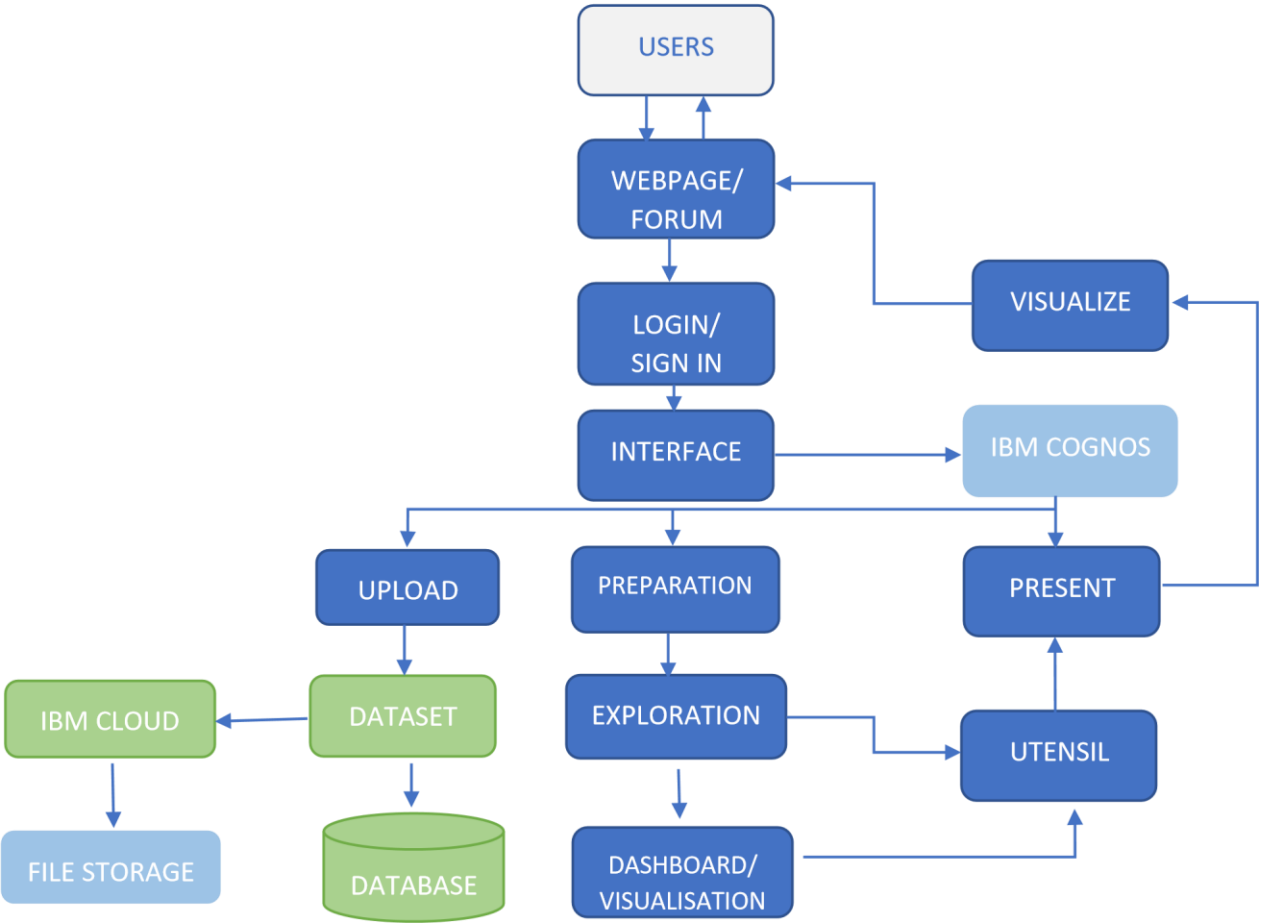 USERS
WEBPAGE/
FORUM
VISUALIZE
LOGIN/
SIGN IN
INTERFACE
IBM COGNOS
UPLOAD
PREPARATION
PRESENT
IBM CLOUD
DATASET
EXPLORATION
UTENSIL
FILE STORAGE
DATABASE
DASHBOARD/
VISUALISATION